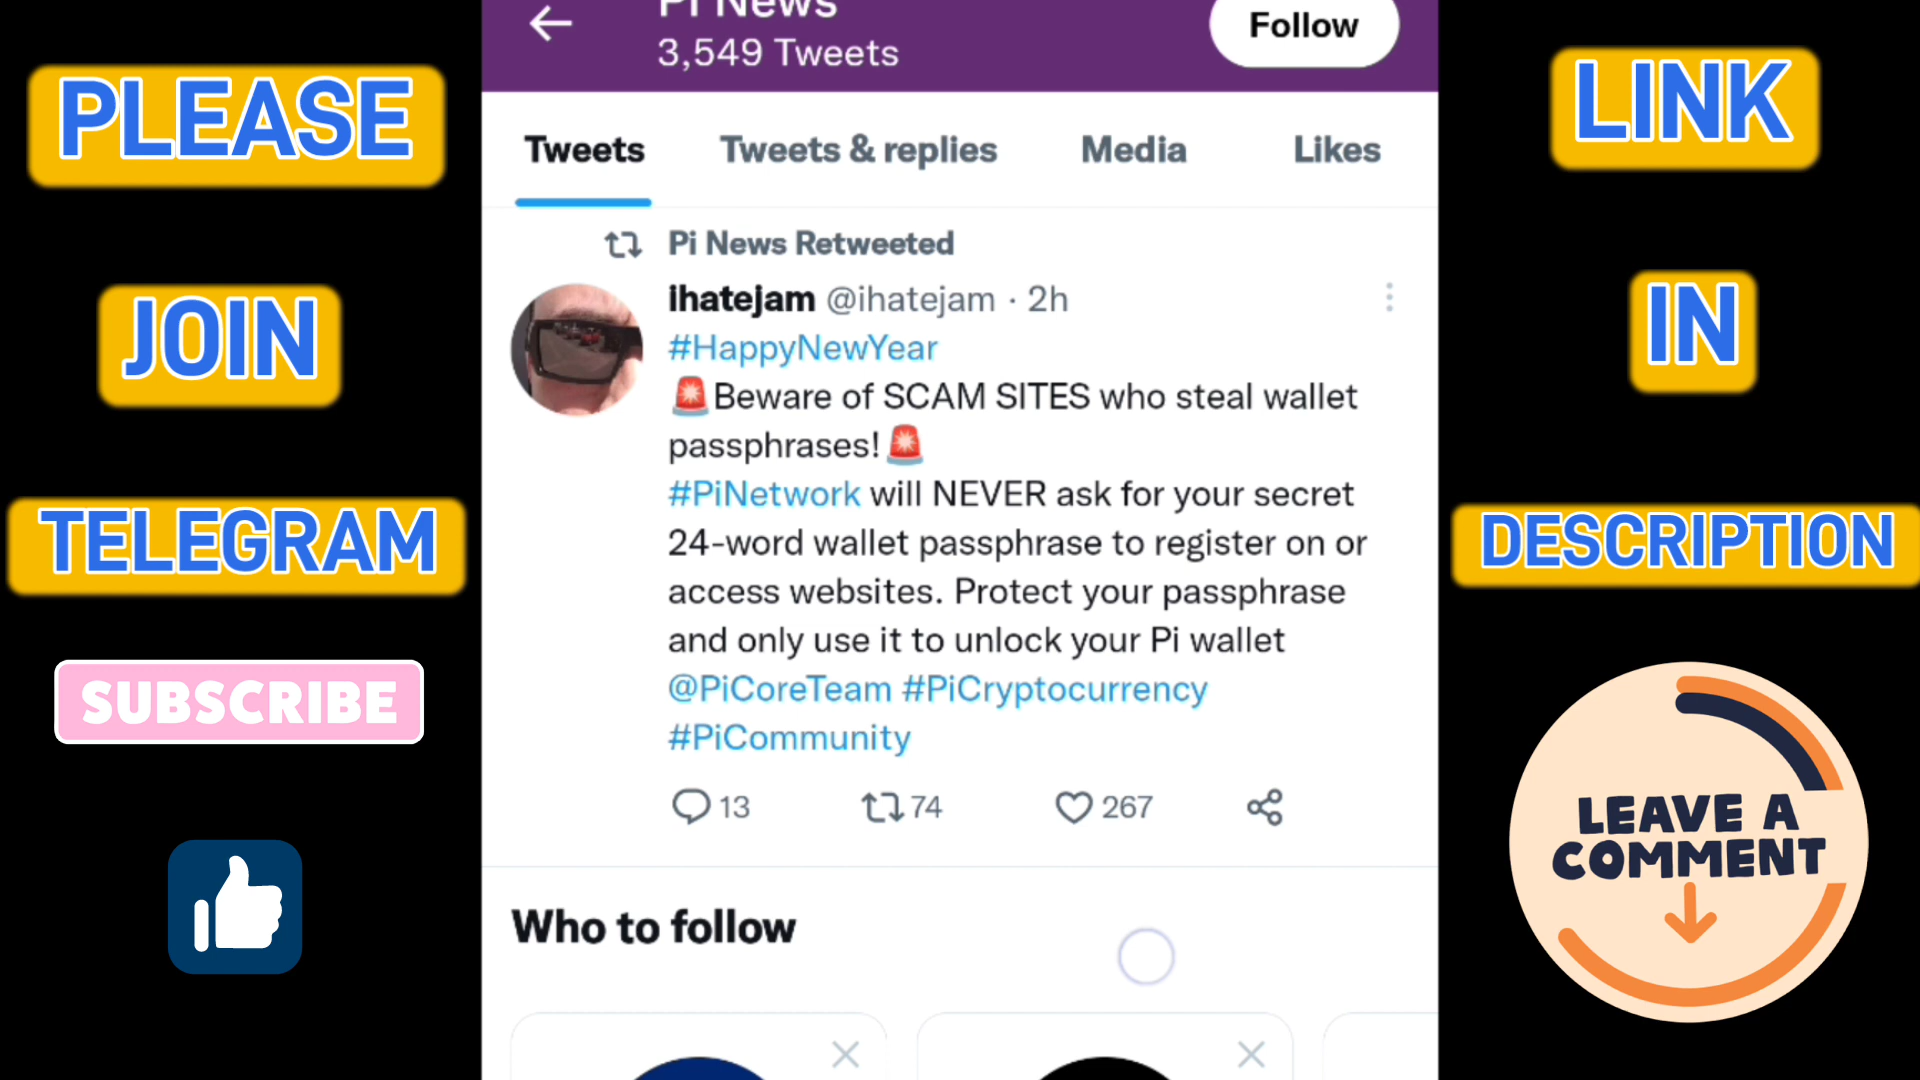 PLEASE
JOIN
TELEGRAM
SUBSCRIBE
Pi News
3,549 Tweets
Follow
Tweets Tweets & replies Media Likes
Pi News Retweeted
ihatejam @ihatejam · 2h
#HappyNewYear
🚨Beware of SCAM SITES who steal wallet
passphrases!🚨
#PiNetwork will NEVER ask for your secret
24-word wallet passphrase to register on or
access websites. Protect your passphrase
and only use it to unlock your Pi wallet
@PiCoreTeam #PiCryptocurrency
#PiCommunity
13 74 267
Who to follow
LINK
IN
DESCRIPTION
LEAVE A
COMMENT